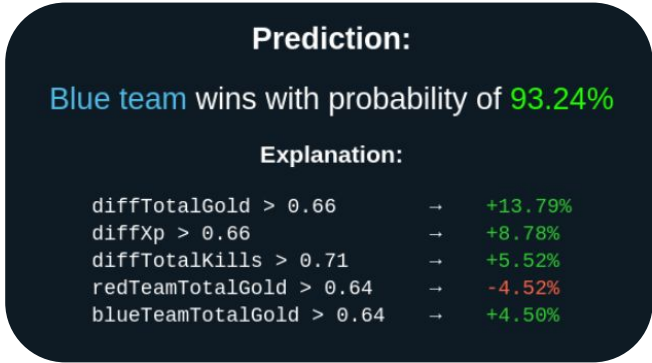 Prediction:
Blue team wins with probability of 93.24%
Explanation:
diffTotalGold > 0.66 → +13.79%
diffXp > 0.66 → +8.78%
diffTotalKills > 0.71 → +5.52%
redTeamTotalGold > 0.64 → -4.52%
blueTeamTotalGold > 0.64 → +4.50%